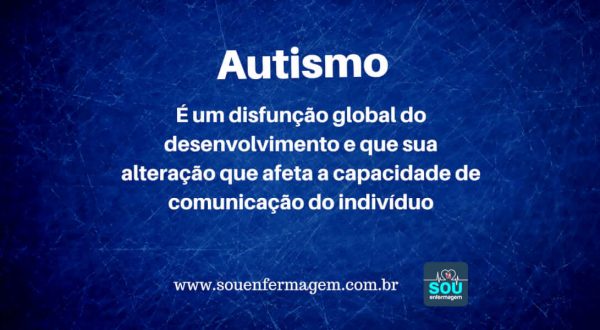 Autismo
É um disfunção global do
desenvolvimento e que sua
alteração que afeta a capacidade de
comunicação do indivíduo
www.souenfermagem.com.br
SOU
enfermagem